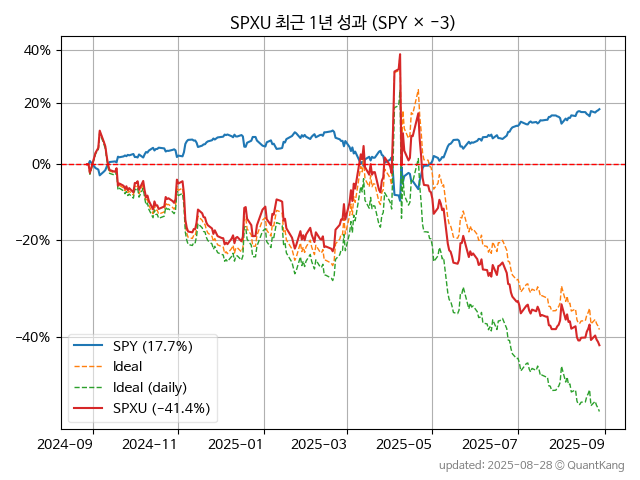 SPXU 최근 1년 성과 (SPY × −3)
40%
20%
0%
−20%
−40%
SPY (17.7%)
Ideal
Ideal (daily)
SPXU (−41.4%)
2024-09 2024-11 2025-01 2025-03 2025-05 2025-07 2025-09
updated: 2025-08-28 ⓒ QuantKang